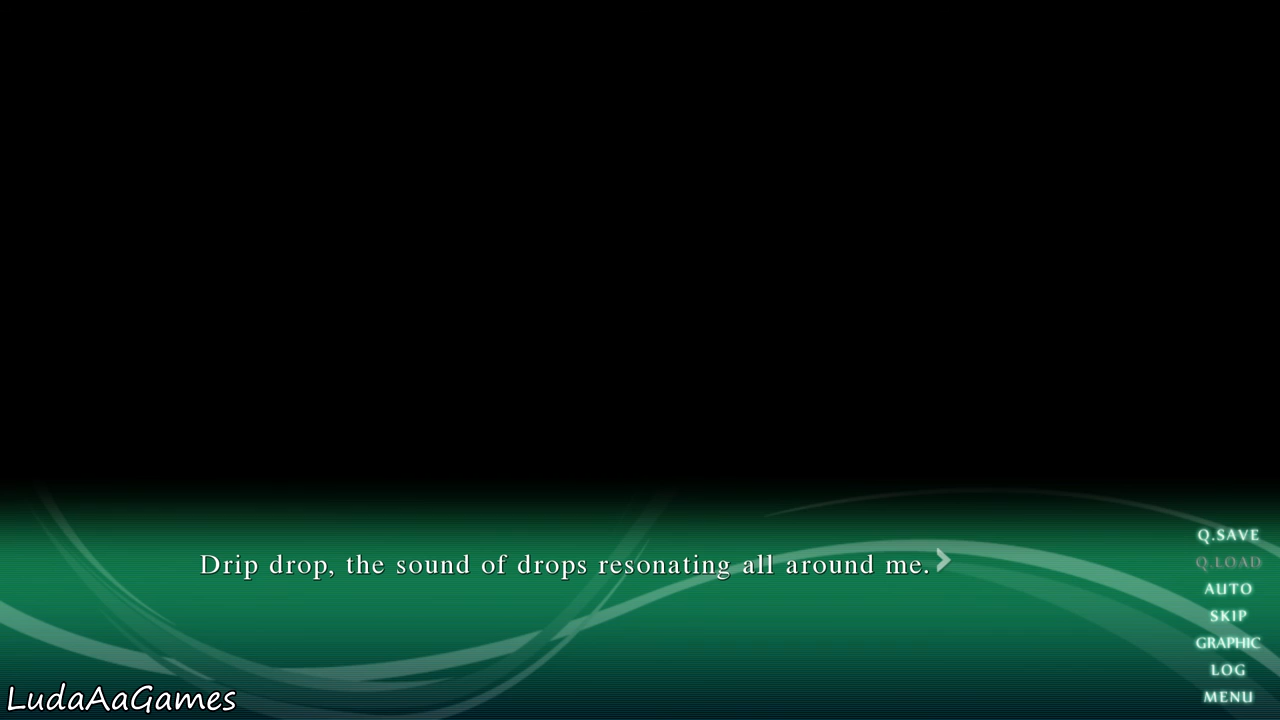 Drip drop, the sound of drops resonating all around me.
Q.SAVE
Q.LOAD
AUTO
SKIP
GRAPHIC
LOG
MENU
LudaAaGames